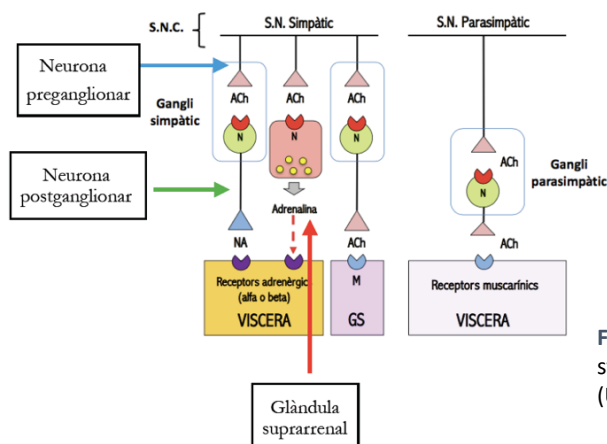 S.N.C.
S.N. Simpàtic
S.N. Parasimpàtic
Neurona
preganglionar
Gangli
simpàtic
ACh
ACh
ACh
N
N
N
Neurona
postganglionar
Adrenalina
NA
ACh
M
Receptors adrenèrgics
(alfa o beta)
VISCERA
GS
ACh
N
Gangli
parasimpàtic
ACh
Receptors muscarínics
VISCERA
Glàndula
suprarrenal
F
s
(